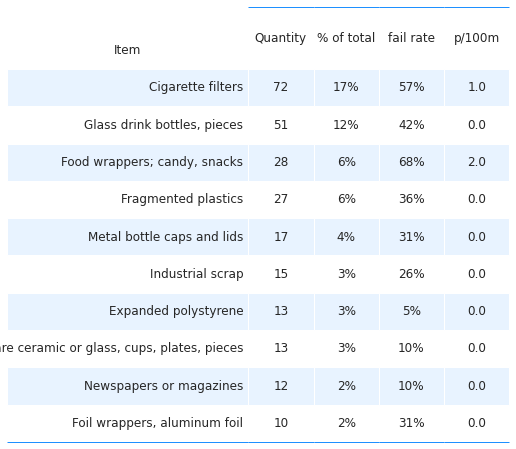 Item Quantity % of total fail rate p/100m
Cigarette filters 72 17% 57% 1.0
Glass drink bottles, pieces 51 12% 42% 0.0
Food wrappers; candy, snacks 28 6% 68% 2.0
Fragmented plastics 27 6% 36% 0.0
Metal bottle caps and lids 17 4% 31% 0.0
Industrial scrap 15 3% 26% 0.0
Expanded polystyrene 13 3% 5% 0.0
ceramic or glass, cups, plates, pieces 13 3% 10% 0.0
Newspapers or magazines 12 2% 10% 0.0
Foil wrappers, aluminum foil 10 2% 31% 0.0